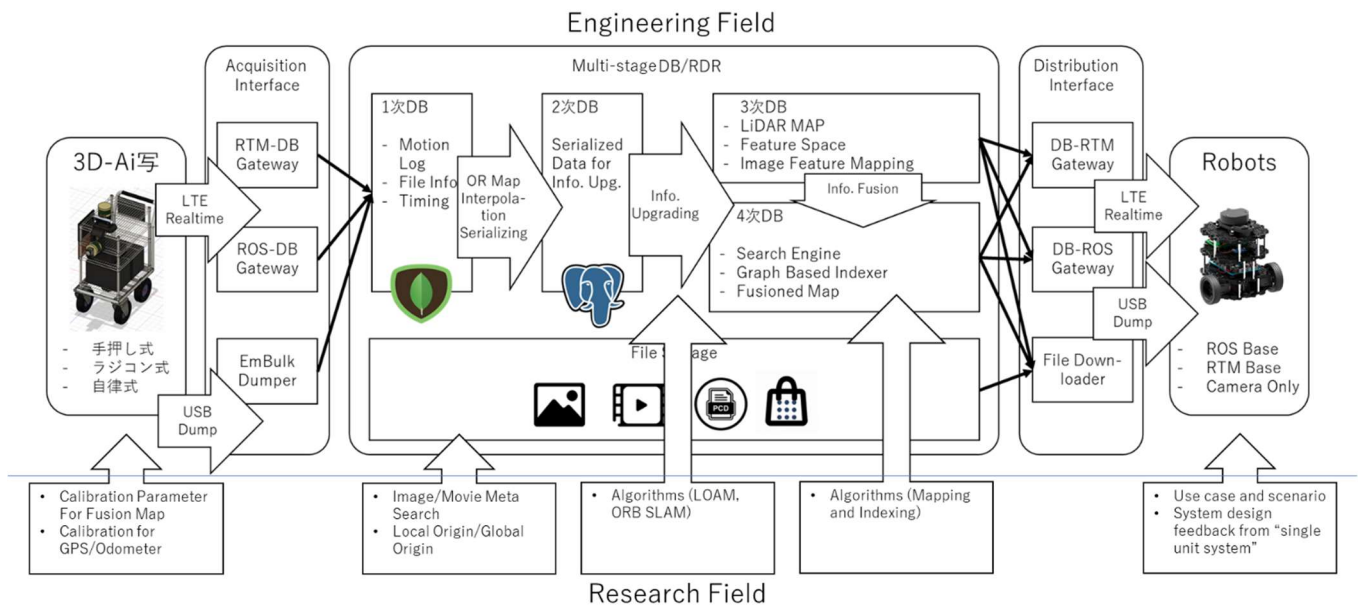 Engineering Field
Acquisition
Interface
Multi-stageDB/RDR
Distribution
Interface
3D-Ai写
- 手押し式
- ラジコン式
- 自律式
LTE
Realtime
USB
Dump
RTM-DB
Gateway
ROS-DB
Gateway
EmBulk
Dumper
1次DB
- Motion
Log
- File Info
- Timing
OR Map
Interpola-
tion
Serializing
2次DB
Serialized
Data for
Info. Upg.
Info.
Upgrading
3次DB
- LiDAR MAP
- Feature Space
- Image Feature Mapping
Info. Fusion
4次DB
- Search Engine
- Graph Based Indexer
- Fusioned Map
File S
age
PCD
DB-RTM
Gateway
DB-ROS
Gateway
File Down-
loader
LTE
Realtime
USB
Dump
Robots
- ROS Base
- RTM Base
- Camera Only
• Calibration Parameter
For Fusion Map
• Calibration for
GPS/Odometer
• Image/Movie Meta
Search
• Local Origin/Global
Origin
• Algorithms (LOAM,
ORB SLAM)
• Algorithms (Mapping
and Indexing)
• Use case and scenario
• System design
feedback from “single
unit system”
Research Field